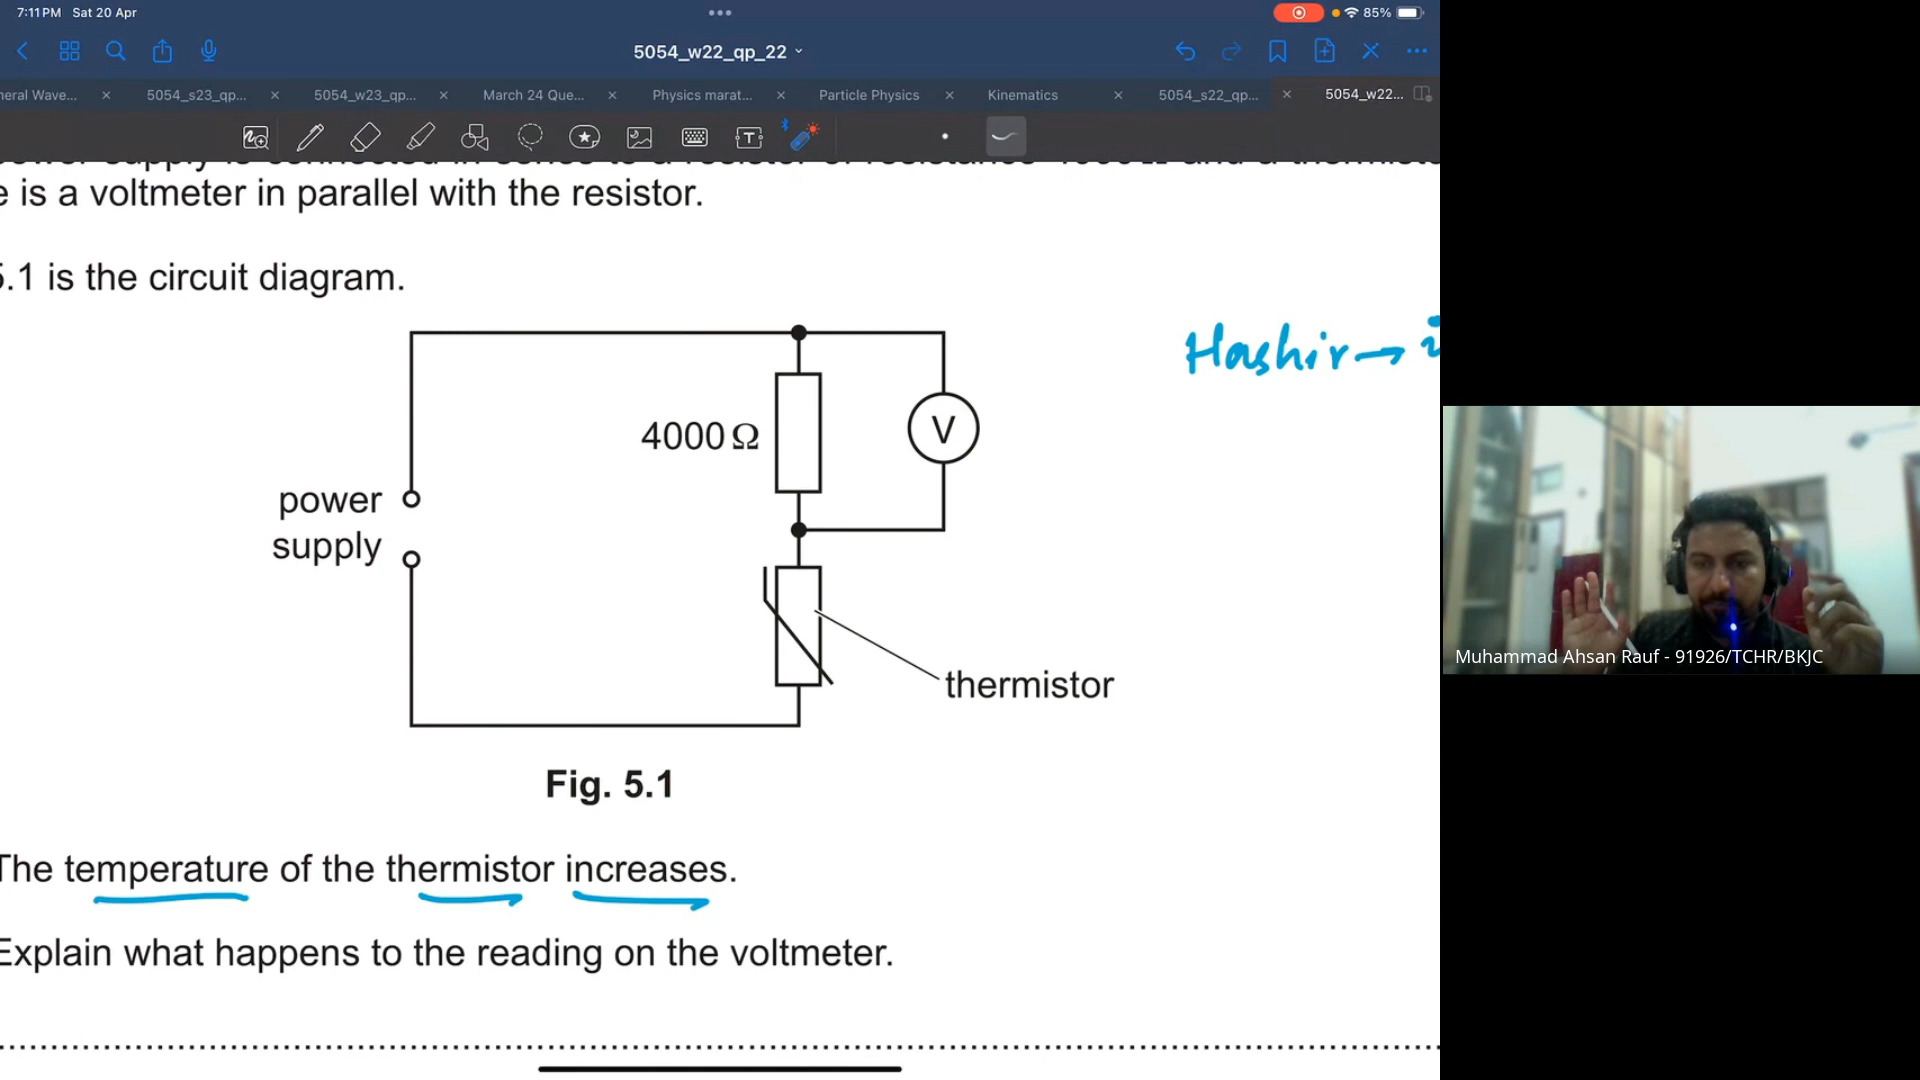 7:11 PM Sat 20 Apr
85%
5054_w22_qp_22
neral Wave...
5054_s23_qp...
5054_w23_qp...
March 24 Que...
Physics marat...
Particle Physics
Kinematics
5054_s22_qp...
5054_w22...
e is a voltmeter in parallel with the resistor.
5.1 is the circuit diagram.
Hashir → i
4000 Ω
V
power
supply
thermistor
Fig. 5.1
The temperature of the thermistor increases.
Explain what happens to the reading on the voltmeter.
Muhammad Ahsan Rauf - 91926/TCHR/BKJC